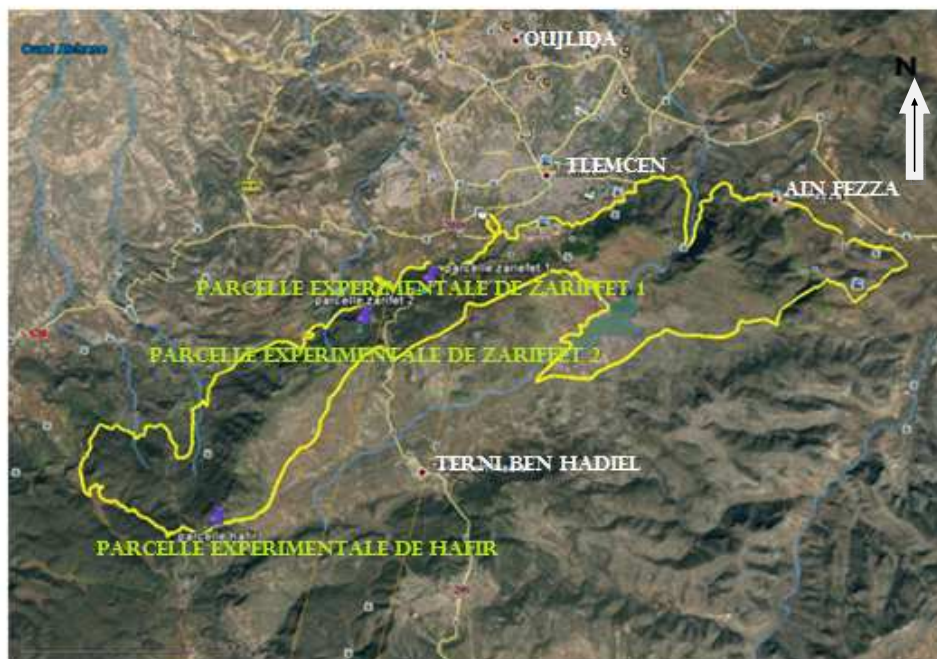 OUJLIDA
N
TLEMCEN
AIN FEZZA
parcelle zariefet 1
PARCELLE EXPERIMENTALE DE ZARIFFET 1
parcelle zarifet 2
PARCELLE EXPERIMENTALE DE ZARIFFET 2
TERNI BEN HADIEL
parcelle hafir
PARCELLE EXPERIMENTALE DE HAFIR